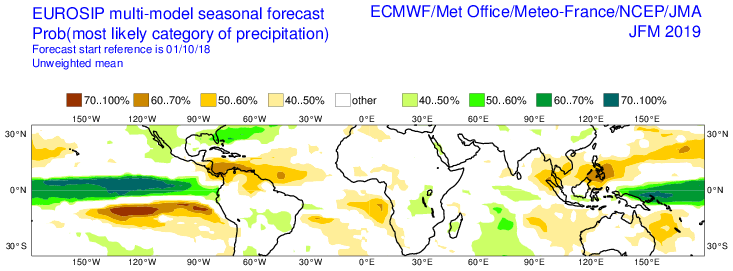 EUROSIP multi-model seasonal forecast
ECMWF/Met Office/Meteo-France/NCEP/JMA
Prob(most likely category of precipitation)
JFM 2019
Forecast start reference is 01/10/18
Unweighted mean
70..100% 60..70% 50..60% 40..50% other 40..50% 50..60% 60..70% 70..100%
150°W 120°W 90°W 60°W 30°W 0°E 30°E 60°E 90°E 120°E 150°E
30°N 30°N
0°N 0°N
30°S 30°S
150°W 120°W 90°W 60°W 30°W 0°E 30°E 60°E 90°E 120°E 150°E